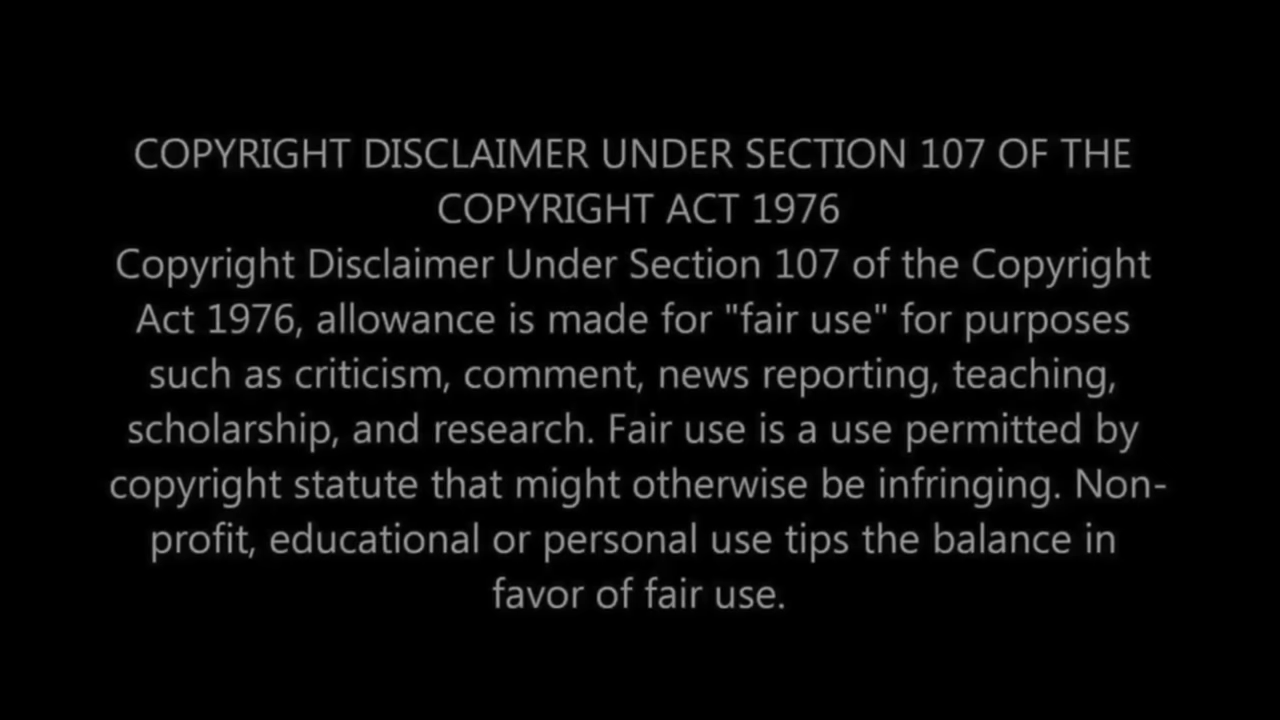 COPYRIGHT DISCLAIMER UNDER SECTION 107 OF THE
COPYRIGHT ACT 1976
Copyright Disclaimer Under Section 107 of the Copyright
Act 1976, allowance is made for "fair use" for purposes
such as criticism, comment, news reporting, teaching,
scholarship, and research. Fair use is a use permitted by
copyright statute that might otherwise be infringing. Non-
profit, educational or personal use tips the balance in
favor of fair use.